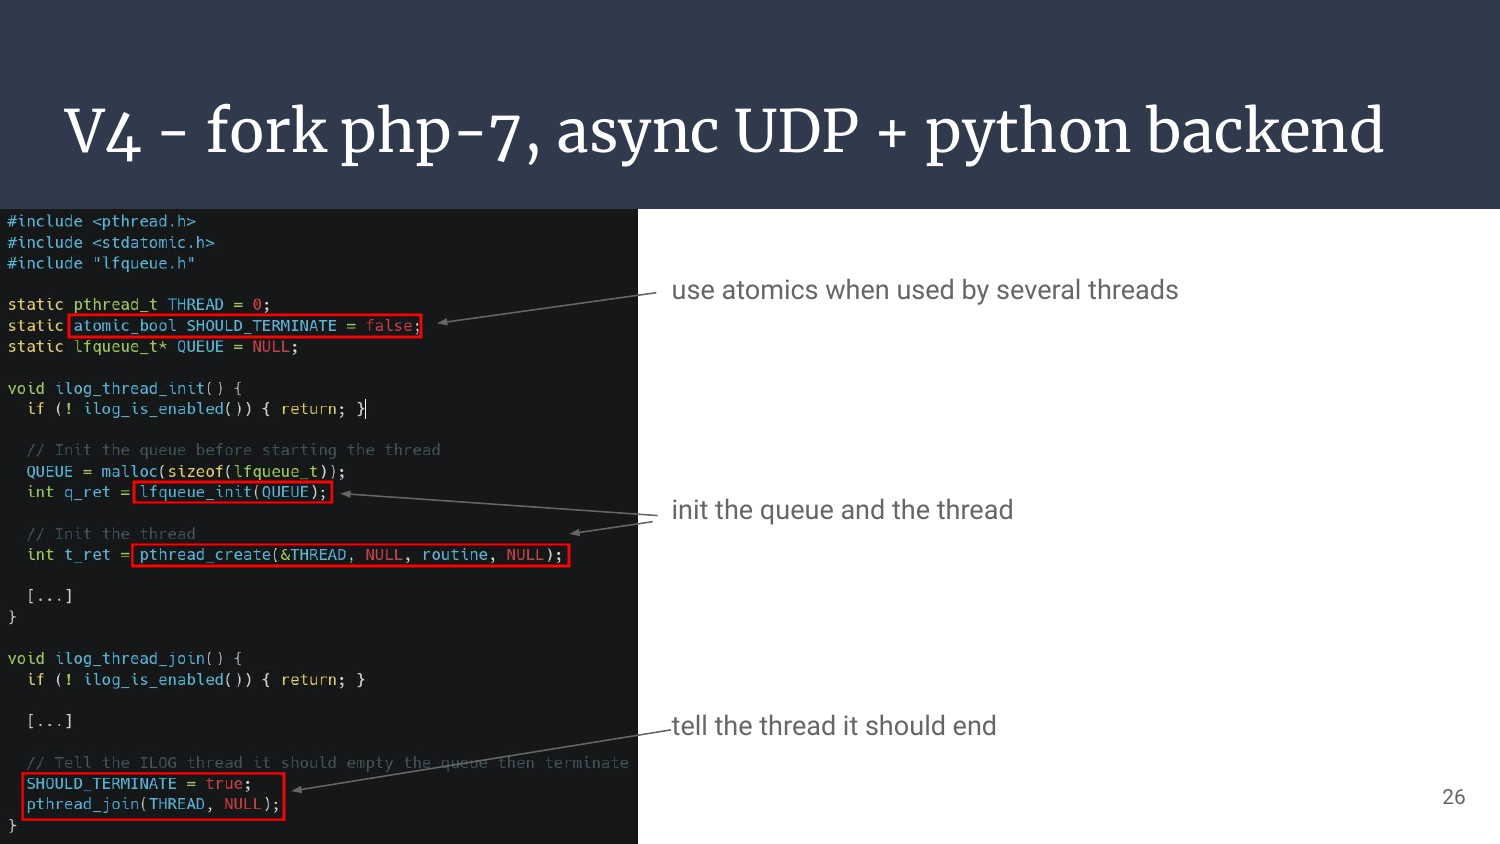 V4 - fork php-7, async UDP + python backend
#include <pthread.h>
#include <stdatomic.h>
#include "lfqueue.h"
static pthread_t THREAD = 0;
static atomic_bool SHOULD_TERMINATE = false;
static lfqueue_t* QUEUE = NULL;
void ilog_thread_init() {
if (! ilog_is_enabled()) { return; }
// Init the queue before starting the thread
QUEUE = malloc(sizeof(lfqueue_t));
int q_ret = lfqueue_init(QUEUE);
// Init the thread
int t_ret = pthread_create(&THREAD, NULL, routine, NULL);
[...]
}
void ilog_thread_join() {
if (! ilog_is_enabled()) { return; }
[...]
// Tell the ILOG thread it should empty the queue then terminate
SHOULD_TERMINATE = true;
pthread_join(THREAD, NULL);
}
use atomics when used by several threads
init the queue and the thread
tell the thread it should end
26